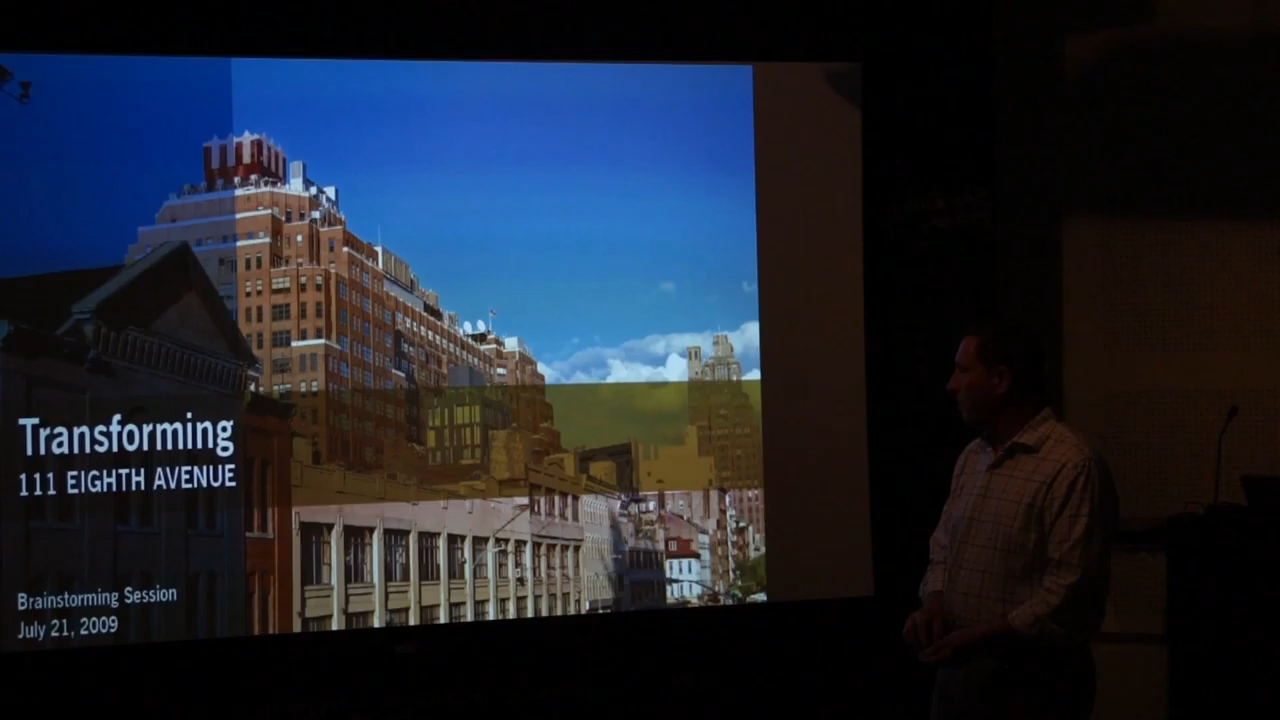 Transforming
111 EIGHTH AVENUE
Brainstorming Session
July 21, 2009